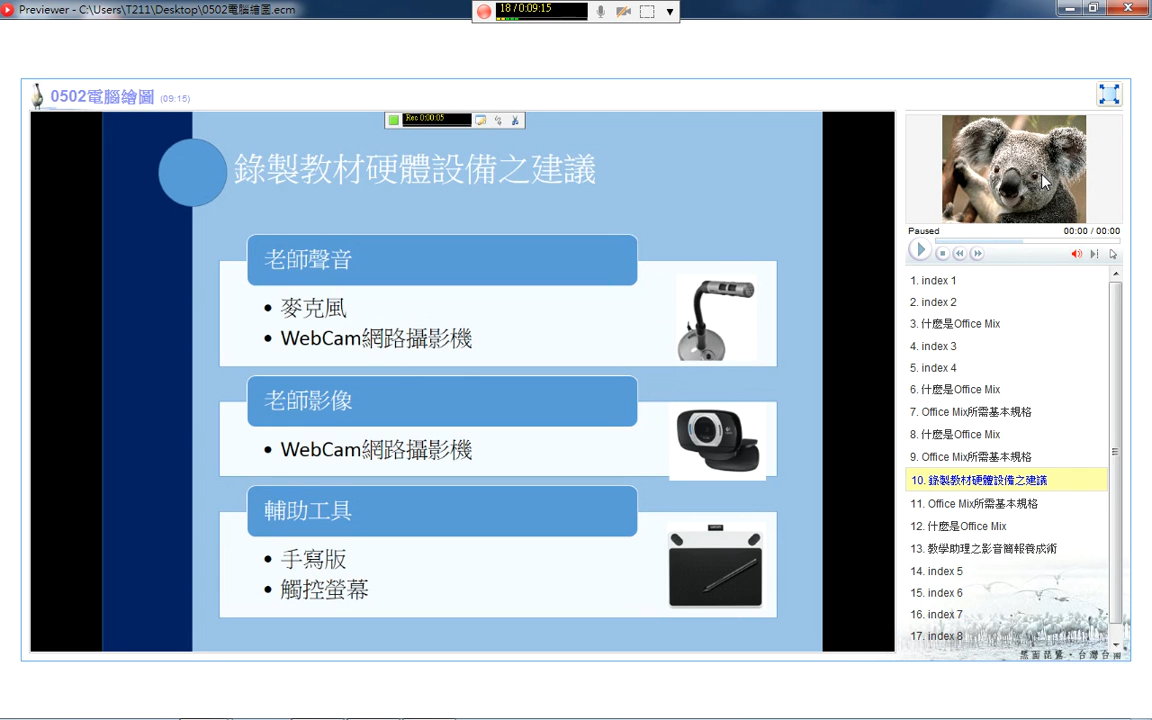 Previewer - C:\Users\T211\Desktop\0502電腦繪圖.ecm
18 / 0:09:15
0502電腦繪圖 (09:15)
Rec 0:00:05
錄製教材硬體設備之建議
老師聲音
• 麥克風
• WebCam網路攝影機
老師影像
• WebCam網路攝影機
輔助工具
• 手寫版
• 觸控螢幕
Paused 00:00 / 00:00
1. index 1
2. index 2
3. 什麼是Office Mix
4. index 3
5. index 4
6. 什麼是Office Mix
7. Office Mix所需基本規格
8. 什麼是Office Mix
9. Office Mix所需基本規格
10. 錄製教材硬體設備之建議
11. Office Mix所需基本規格
12. 什麼是Office Mix
13. 教學助理之影音簡報養成術
14. index 5
15. index 6
16. index 7
17. index 8
黑面琵鷺・台灣台南